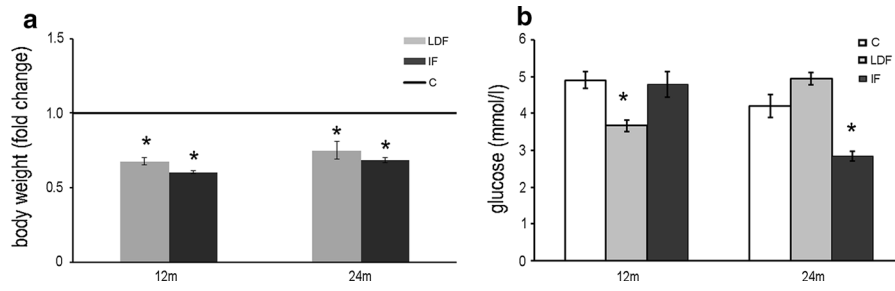 a
body weight (fold change)
1.5
1.0
0.5
0
LDF
IF
C
*
*
*
*
12m
24m
b
glucose (mmol/l)
6
5
4
3
2
1
0
C
LDF
IF
*
*
12m
24m